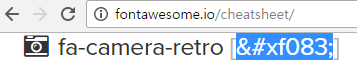 fontawesome.io/cheatsheet/
fa-camera-retro [&#xf083;]